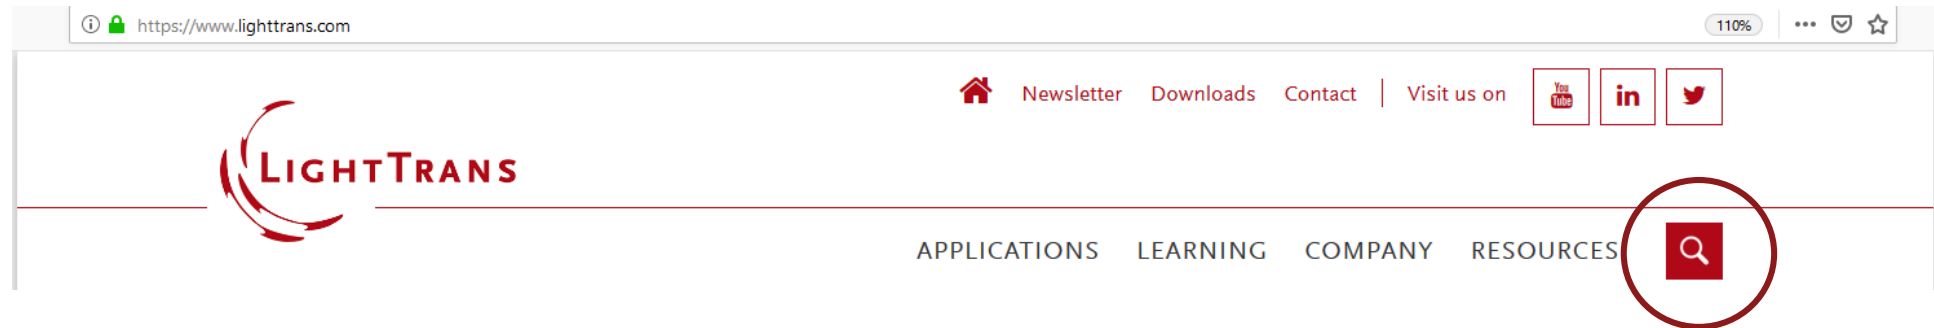 https://www.lighttrans.com 110%
Newsletter Downloads Contact Visit us on You Tube in
LIGHTTRANS
APPLICATIONS LEARNING COMPANY RESOURCES